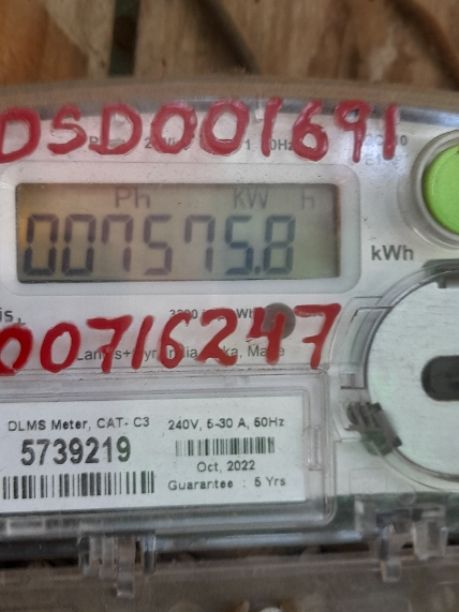 DSD001691
Ph KW h
007575.8
kWh
00716247
DLMS Meter, CAT- C3
240V, 5-30 A, 50Hz
5739219
Oct, 2022
Guarantee : 5 Yrs